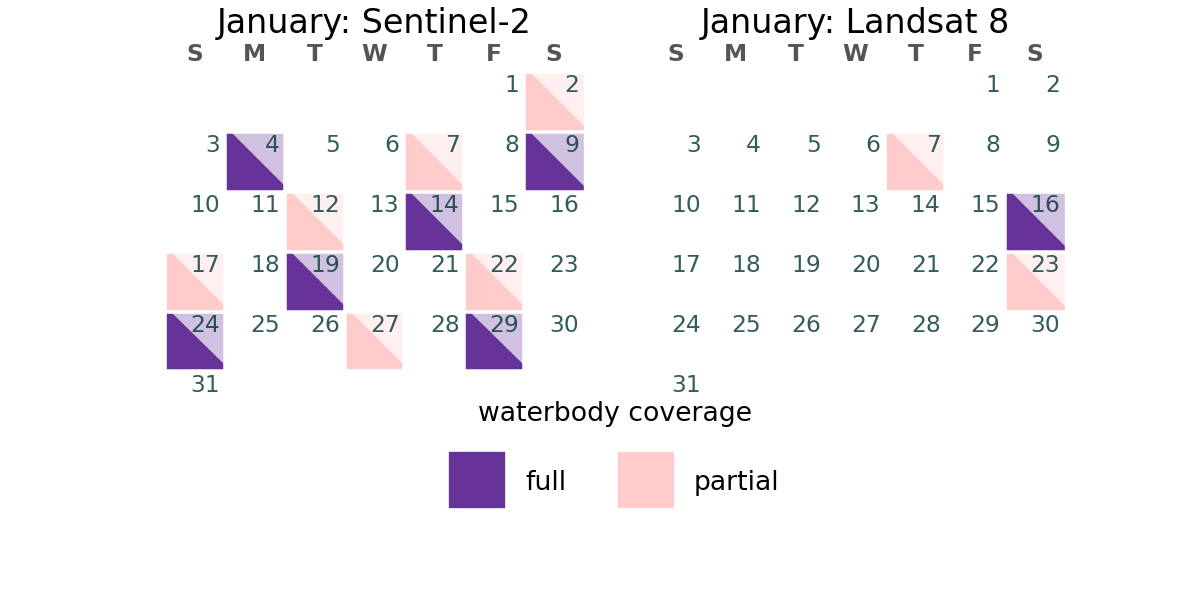 January: Sentinel-2
S M T W T F S
1 2
3 4 5 6 7 8 9
10 11 12 13 14 15 16
17 18 19 20 21 22 23
24 25 26 27 28 29 30
31
January: Landsat 8
S M T W T F S
1 2
3 4 5 6 7 8 9
10 11 12 13 14 15 16
17 18 19 20 21 22 23
24 25 26 27 28 29 30
31
waterbody coverage
full partial